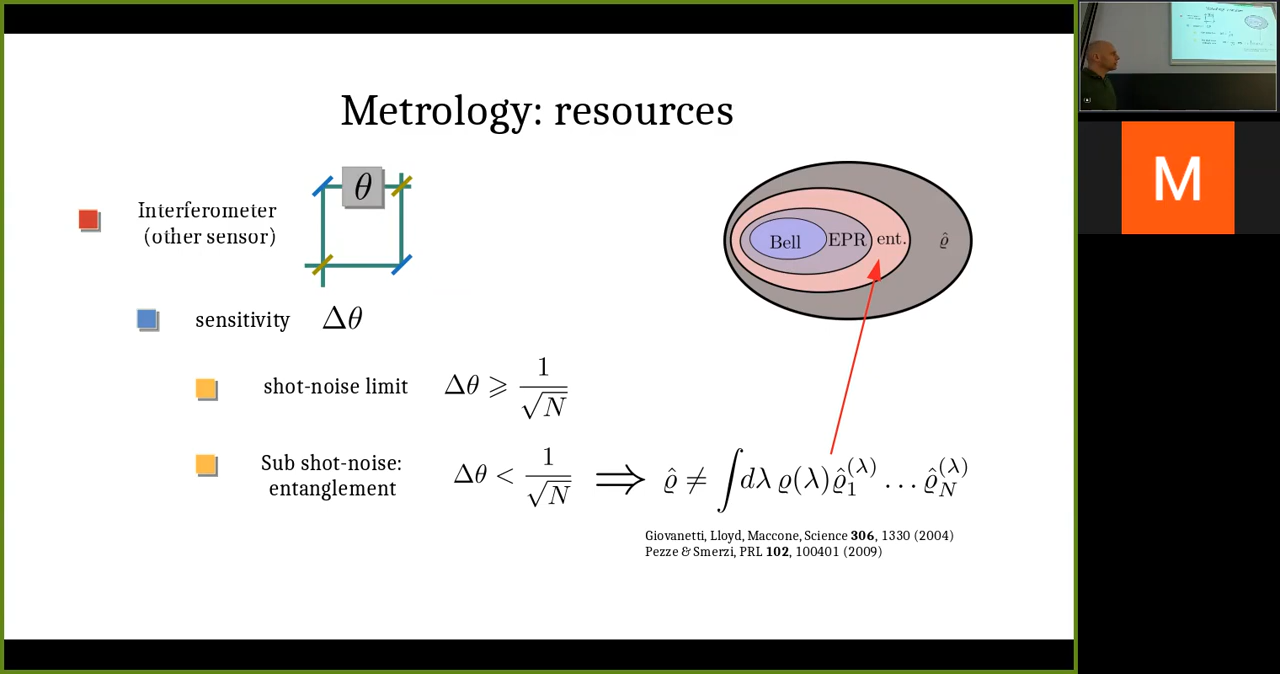 Metrology: resources
θ
Interferometer
(other sensor)
Bell EPR ent. ϱ̂
sensitivity Δθ
shot-noise limit Δθ ⩾ 1/√N
Sub shot-noise:
entanglement
Δθ < 1/√N ⟹ ϱ̂ ≠ ∫dλ ϱ(λ)ϱ̂₁^(λ) … ϱ̂_N^(λ)
Giovanetti, Lloyd, Maccone, Science 306, 1330 (2004)
Pezze & Smerzi, PRL 102, 100401 (2009)
M